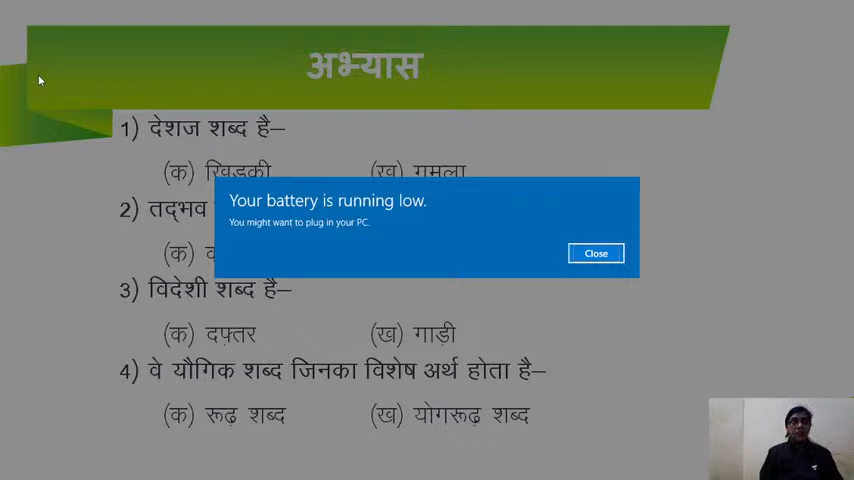 अभ्यास
1) देशज शब्द है–
(क) खिड़की (ख) गमला
Your battery is running low.
You might want to plug in your PC.
Close
2) तद्भव
(क)
3) विदेशी शब्द है–
(क) दफ़्तर (ख) गाड़ी
4) वे यौगिक शब्द जिनका विशेष अर्थ होता है–
(क) रूढ़ शब्द (ख) योगरूढ़ शब्द